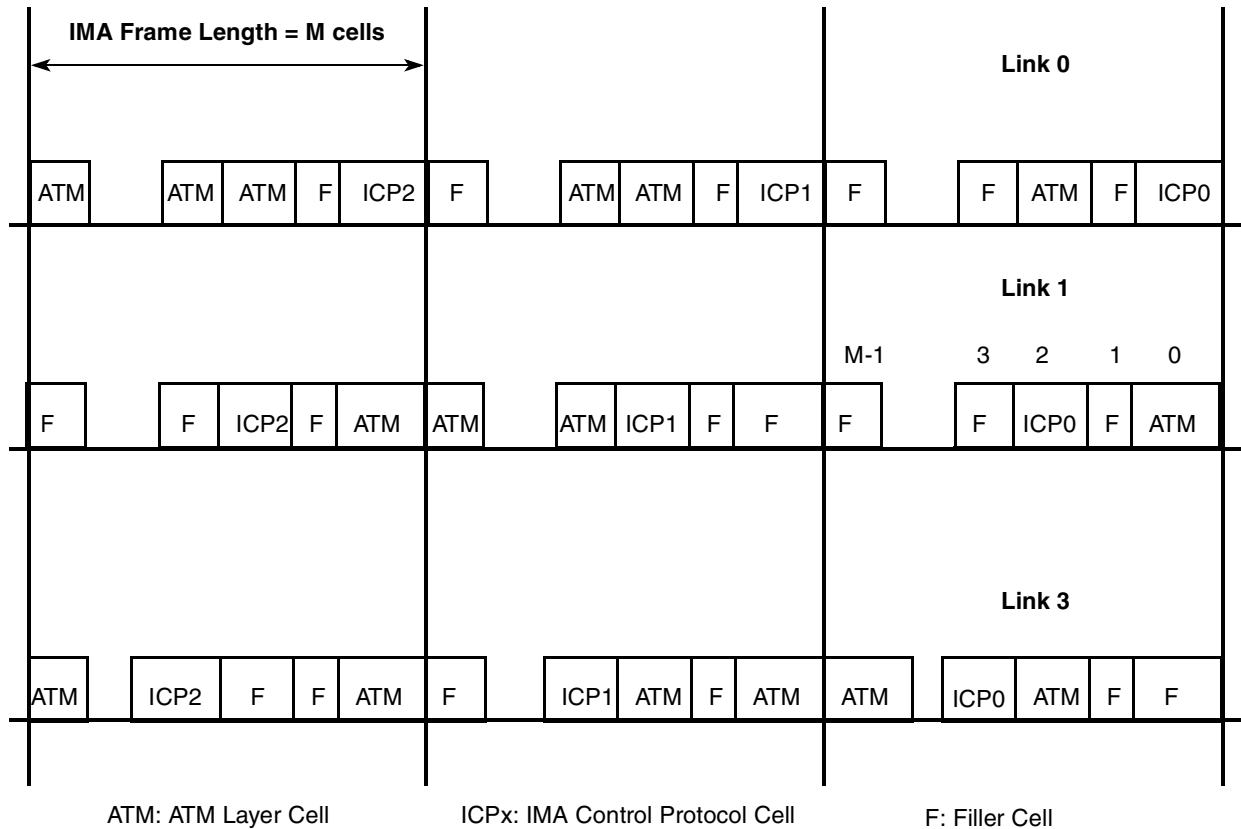 IMA Frame Length = M cells
Link 0
ATM ATM ATM F ICP2 F ATM ATM F ICP1 F F ATM F ICP0
Link 1
M-1 3 2 1 0
F F ICP2 F ATM ATM ATM ICP1 F F F F ICP0 F ATM
Link 3
ATM ICP2 F F ATM F ICP1 ATM F ATM ATM ICP0 ATM F F
ATM: ATM Layer Cell ICPx: IMA Control Protocol Cell F: Filler Cell